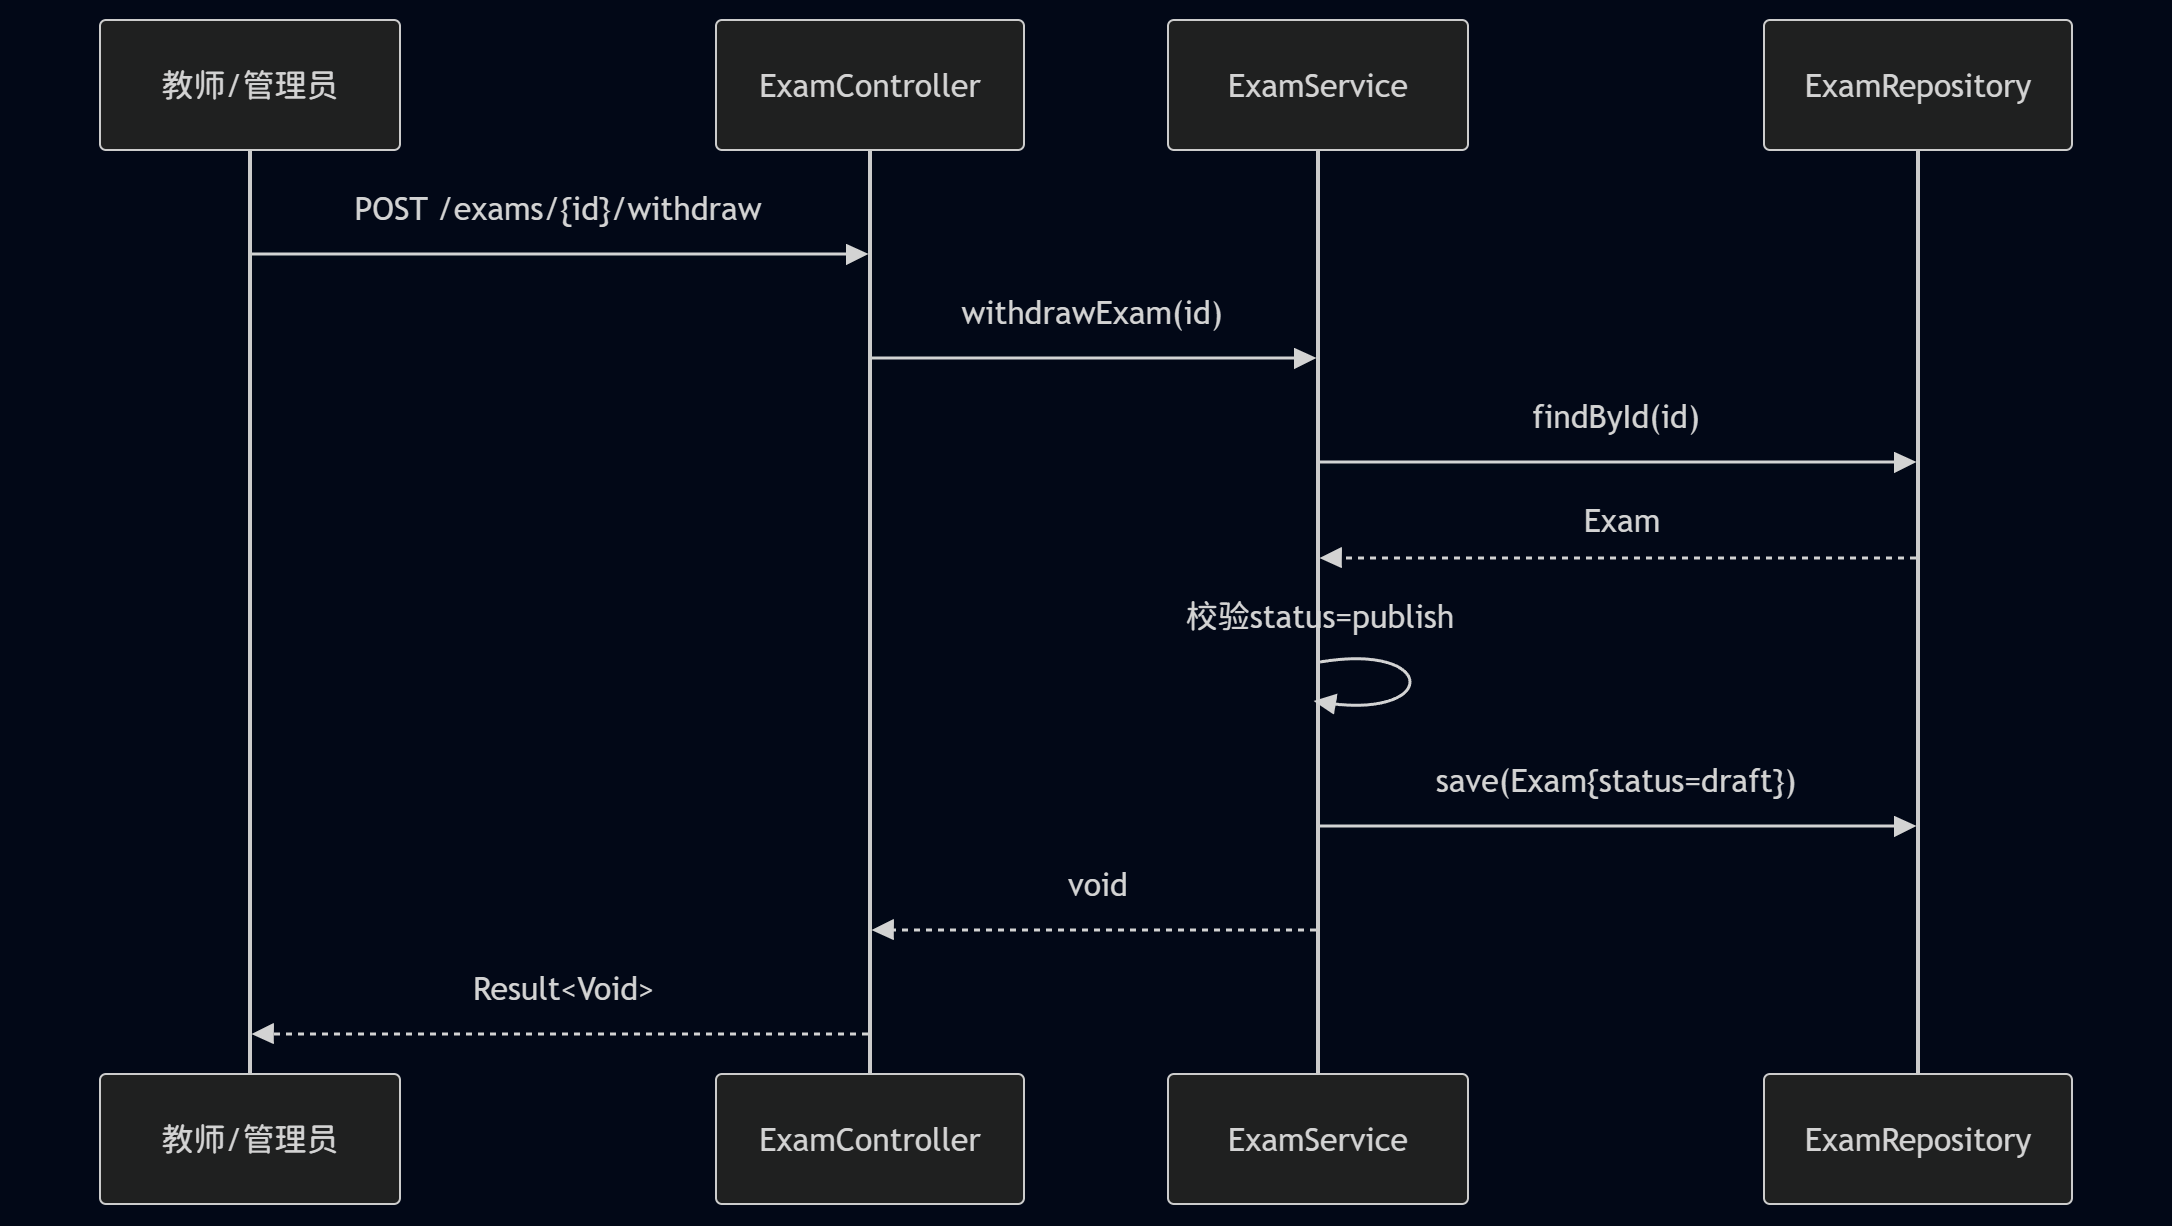 教师/管理员
ExamController
ExamService
ExamRepository
POST /exams/{id}/withdraw
withdrawExam(id)
findById(id)
Exam
校验status=publish
save(Exam{status=draft})
void
Result<Void>
教师/管理员
ExamController
ExamService
ExamRepository